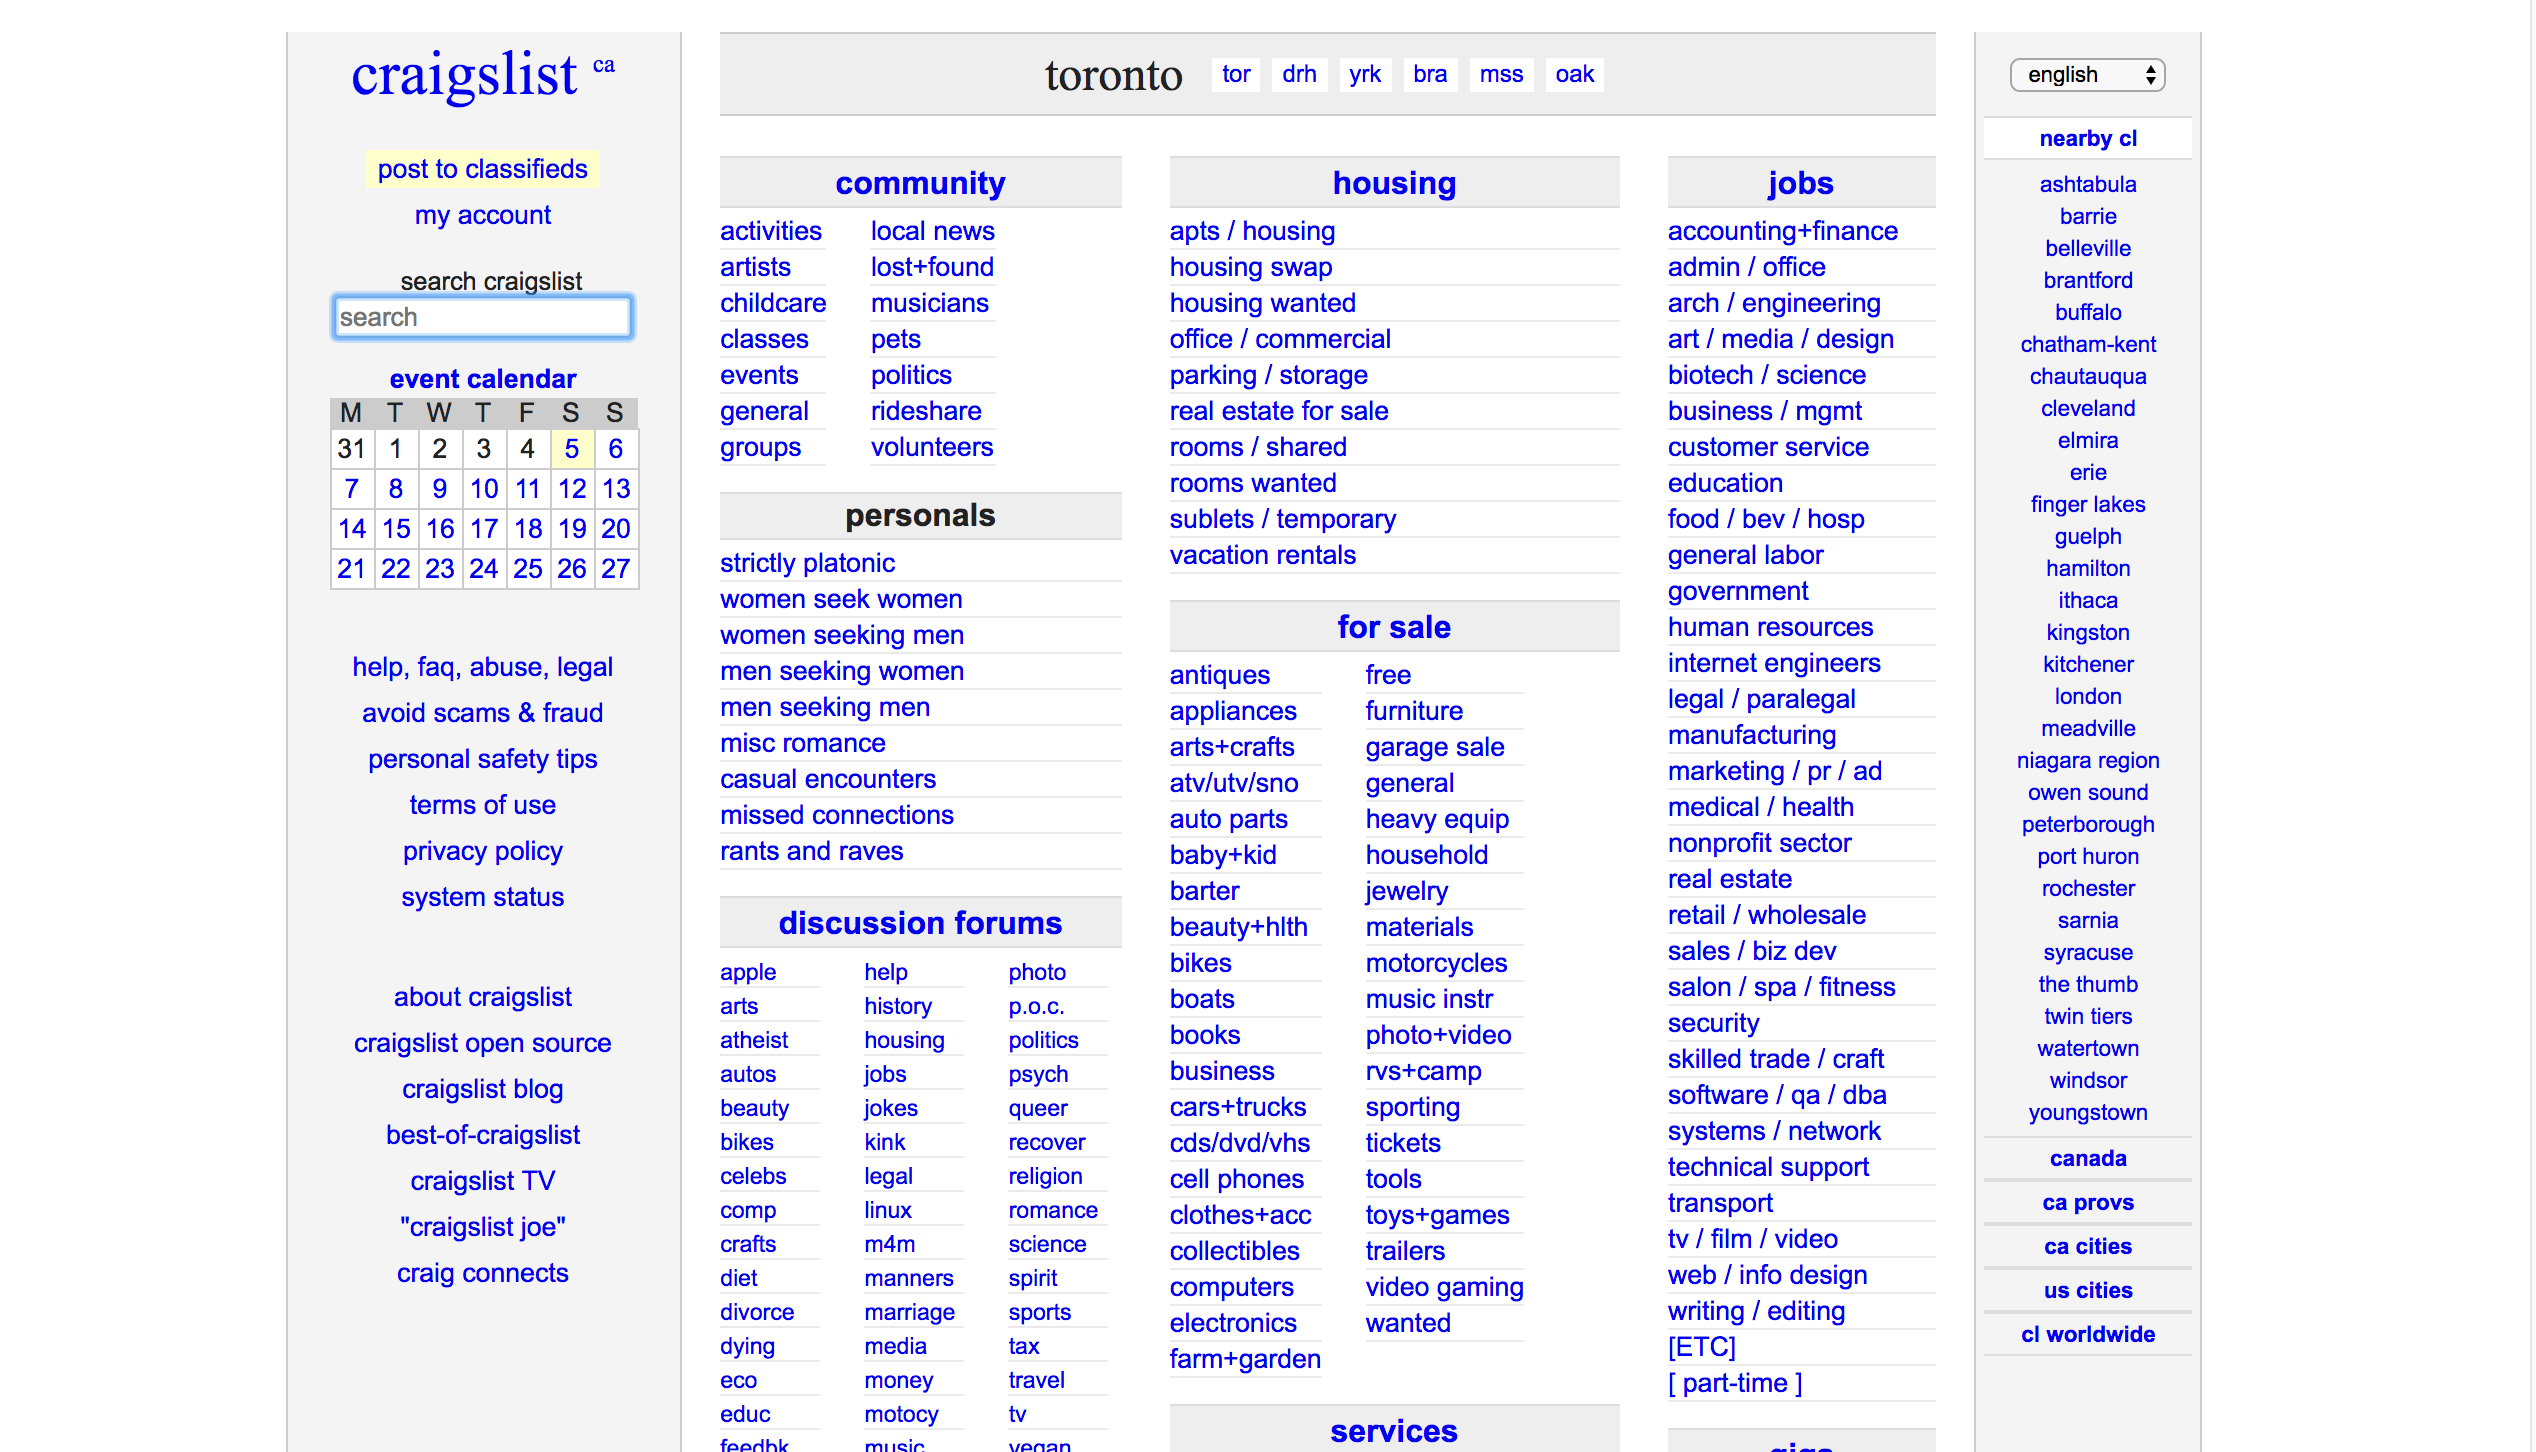 craigslist ca
post to classifieds
my account
search craigslist
search
event calendar
M T W T F S S
31 1 2 3 4 5 6
7 8 9 10 11 12 13
14 15 16 17 18 19 20
21 22 23 24 25 26 27
help, faq, abuse, legal
avoid scams & fraud
personal safety tips
terms of use
privacy policy
system status
about craigslist
craigslist open source
craigslist blog
best-of-craigslist
craigslist TV
"craigslist joe"
craig connects
toronto tor drh yrk bra mss oak
community
activities
artists
childcare
classes
events
general
groups
local news
lost+found
musicians
pets
politics
rideshare
volunteers
personals
strictly platonic
women seek women
women seeking men
men seeking women
men seeking men
misc romance
casual encounters
missed connections
rants and raves
discussion forums
apple
arts
atheist
autos
beauty
bikes
celebs
comp
crafts
diet
divorce
dying
eco
educ
feedbk
help
history
housing
jobs
jokes
kink
legal
linux
m4m
manners
marriage
media
money
motocy
music
photo
p.o.c.
politics
psych
queer
recover
religion
romance
science
spirit
sports
tax
travel
tv
vegan
housing
apts / housing
housing swap
housing wanted
office / commercial
parking / storage
real estate for sale
rooms / shared
rooms wanted
sublets / temporary
vacation rentals
for sale
antiques
appliances
arts+crafts
atv/utv/sno
auto parts
baby+kid
barter
beauty+hlth
bikes
boats
books
business
cars+trucks
cds/dvd/vhs
cell phones
clothes+acc
collectibles
computers
electronics
farm+garden
free
furniture
garage sale
general
heavy equip
household
jewelry
materials
motorcycles
music instr
photo+video
rvs+camp
sporting
tickets
tools
toys+games
trailers
video gaming
wanted
services
jobs
accounting+finance
admin / office
arch / engineering
art / media / design
biotech / science
business / mgmt
customer service
education
food / bev / hosp
general labor
government
human resources
internet engineers
legal / paralegal
manufacturing
marketing / pr / ad
medical / health
nonprofit sector
real estate
retail / wholesale
sales / biz dev
salon / spa / fitness
security
skilled trade / craft
software / qa / dba
systems / network
technical support
transport
tv / film / video
web / info design
writing / editing
[ETC]
[ part-time ]
gigs
english
nearby cl
ashtabula
barrie
belleville
brantford
buffalo
chatham-kent
chautauqua
cleveland
elmira
erie
finger lakes
guelph
hamilton
ithaca
kingston
kitchener
london
meadville
niagara region
owen sound
peterborough
port huron
rochester
sarnia
syracuse
the thumb
twin tiers
watertown
windsor
youngstown
canada
ca provs
ca cities
us cities
cl worldwide